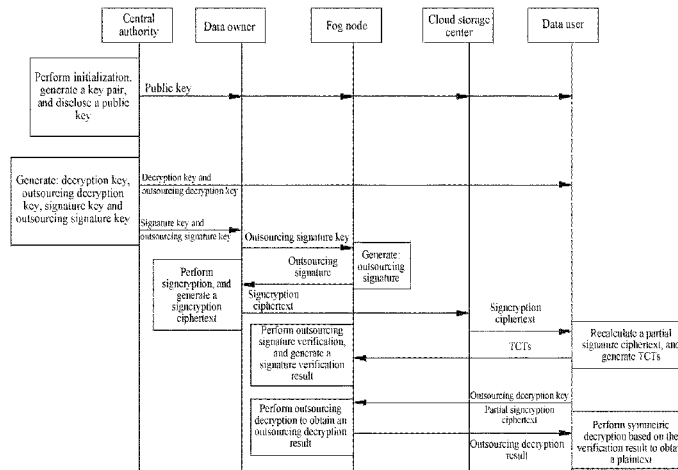 Central
authority
Data owner
Fog node
Cloud storage
center
Data user
Perform initialization,
generate a key pair,
and disclose a public
key
Public key
Generate: decryption key,
outsourcing decryption
key, signature key and
outsourcing signature key
Decryption key and
outsourcing decryption key
Signature key and
outsourcing signature key
Outsourcing signature key
Generate:
outsourcing
signature
Outsourcing
signature
Perform
signcryption, and
generate a
signcryption
ciphertext
Signcryption
ciphertext
Signcryption
ciphertext
Recalculate a partial
signature ciphertext, and
generate TCTs
TCTs
Perform outsourcing
signature verification,
and generate a
signature verification
result
Outsourcing decryption key
Partial signcryption
ciphertext
Perform outsourcing
decryption to obtain an
outsourcing decryption
result
Outsourcing decryption
result
Perform symmetric
decryption based on the
verification result to obtain
a plaintext